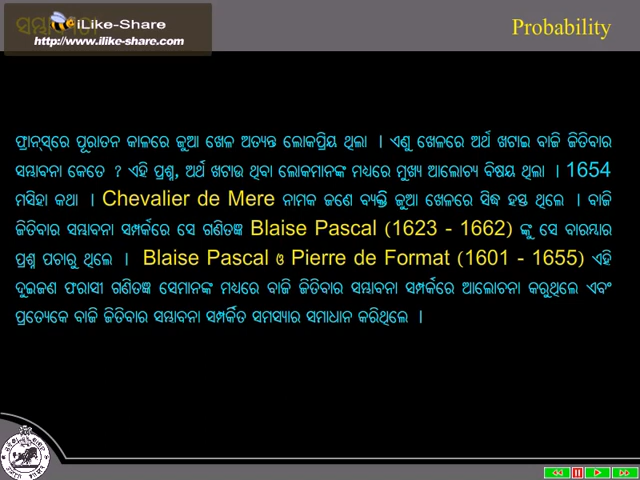 iLike-Share
http://www.ilike-share.com
Probability
ଫ୍ରାନ୍ସ୍‌ରେ ପୂରାତନ କାଳରେ ଜୁଆ ଖେଳ ଅତ୍ୟନ୍ତ ଲୋକପ୍ରିୟ ଥିଲା । ଏଣୁ ଖେଳରେ ଅର୍ଥ ଖଟାଇ ବାଜି ଜିତିବାର
ସମ୍ଭାବନା କେତେ ? ଏହି ପ୍ରଶ୍ନ, ଅର୍ଥ ଖଟାଉ ଥିବା ଲୋକମାନଙ୍କ ମଧ୍ୟରେ ମୁଖ୍ୟ ଆଲୋଚ୍ୟ ବିଷୟ ଥିଲା । 1654
ମସିହା କଥା । Chevalier de Mere ନାମକ ଜଣେ ବ୍ୟକ୍ତି ଜୁଆ ଖେଳରେ ସିଦ୍ଧ ହସ୍ତ ଥିଲେ । ବାଜି
ଜିତିବାର ସମ୍ଭାବନା ସମ୍ପର୍କରେ ସେ ଗଣିତଜ୍ଞ Blaise Pascal (1623 - 1662) ଙ୍କୁ ସେ ବାରମ୍ବାର
ପ୍ରଶ୍ନ ପଚାରୁ ଥିଲେ । Blaise Pascal ଓ Pierre de Format (1601 - 1655) ଏହି
ଦୁଇଜଣ ଫରାସୀ ଗଣିତଜ୍ଞ ସେମାନଙ୍କ ମଧ୍ୟରେ ବାଜି ଜିତିବାର ସମ୍ଭାବନା ସମ୍ପର୍କରେ ଆଲୋଚନା କରୁଥିଲେ ଏବଂ
ପ୍ରତ୍ୟେକେ ବାଜି ଜିତିବାର ସମ୍ଭାବନା ସମ୍ପର୍କିତ ସମସ୍ୟାର ସମାଧାନ କରିଥିଲେ ।